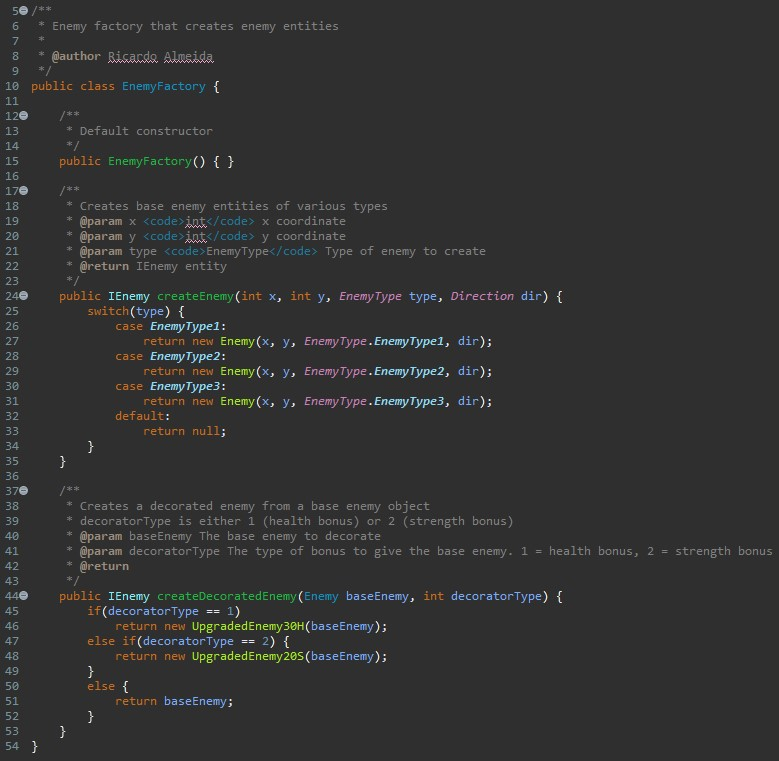 5 /**
6  * Enemy factory that creates enemy entities
7  *
8  * @author Ricardo Almeida
9  */
10 public class EnemyFactory {
11
12     /**
13      * Default constructor
14      */
15     public EnemyFactory() { }
16
17     /**
18      * Creates base enemy entities of various types
19      * @param x <code>int</code> x coordinate
20      * @param y <code>int</code> y coordinate
21      * @param type <code>EnemyType</code> Type of enemy to create
22      * @return IEnemy entity
23      */
24     public IEnemy createEnemy(int x, int y, EnemyType type, Direction dir) {
25         switch(type) {
26             case EnemyType1:
27                 return new Enemy(x, y, EnemyType.EnemyType1, dir);
28             case EnemyType2:
29                 return new Enemy(x, y, EnemyType.EnemyType2, dir);
30             case EnemyType3:
31                 return new Enemy(x, y, EnemyType.EnemyType3, dir);
32             default:
33                 return null;
34         }
35     }
36
37     /**
38      * Creates a decorated enemy from a base enemy object
39      * decoratorType is either 1 (health bonus) or 2 (strength bonus)
40      * @param baseEnemy The base enemy to decorate
41      * @param decoratorType The type of bonus to give the base enemy. 1 = health bonus, 2 = strength bonus
42      * @return
43      */
44     public IEnemy createDecoratedEnemy(Enemy baseEnemy, int decoratorType) {
45         if(decoratorType == 1)
46             return new UpgradedEnemy30H(baseEnemy);
47         else if(decoratorType == 2) {
48             return new UpgradedEnemy20S(baseEnemy);
49         }
50         else {
51             return baseEnemy;
52         }
53     }
54 }